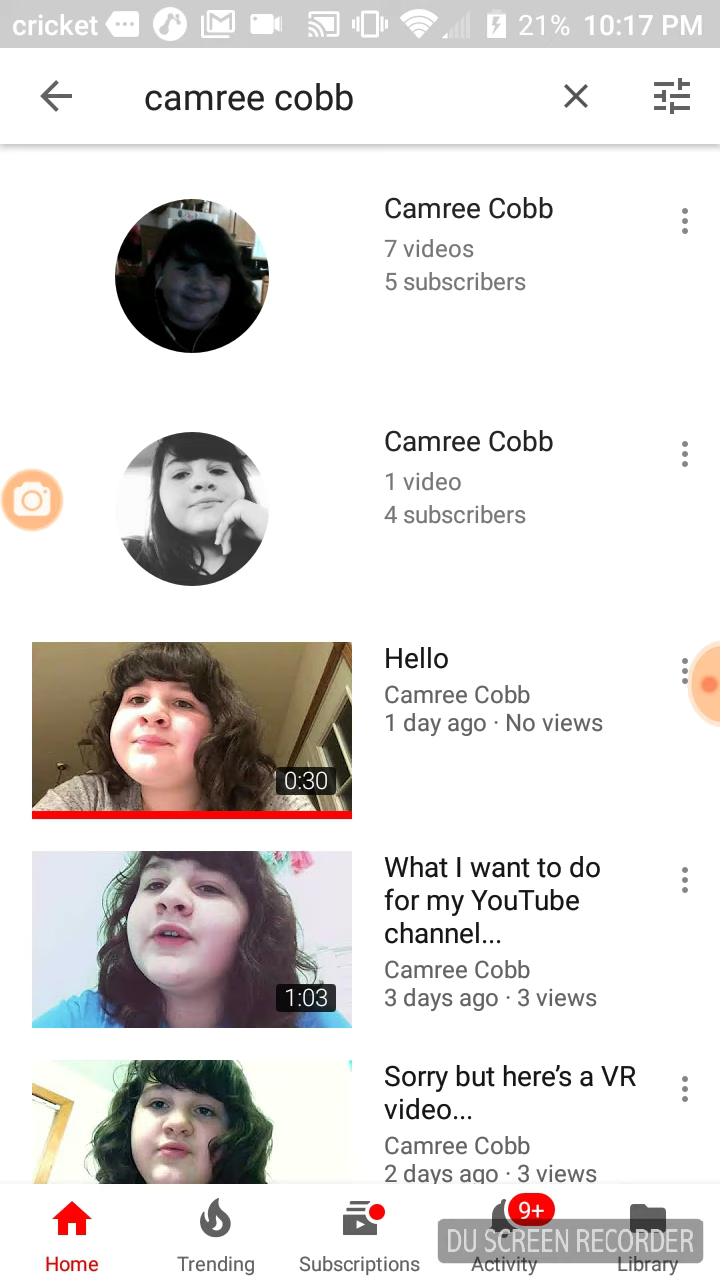 cricket 21% 10:17 PM
camree cobb
Camree Cobb
7 videos
5 subscribers
Camree Cobb
1 video
4 subscribers
Hello
Camree Cobb
1 day ago · No views
0:30
What I want to do
for my YouTube
channel...
Camree Cobb
3 days ago · 3 views
1:03
Sorry but here's a VR
video...
Camree Cobb
2 days ago · 3 views
9+
DU SCREEN RECORDER
Home Trending Subscriptions Activity Library